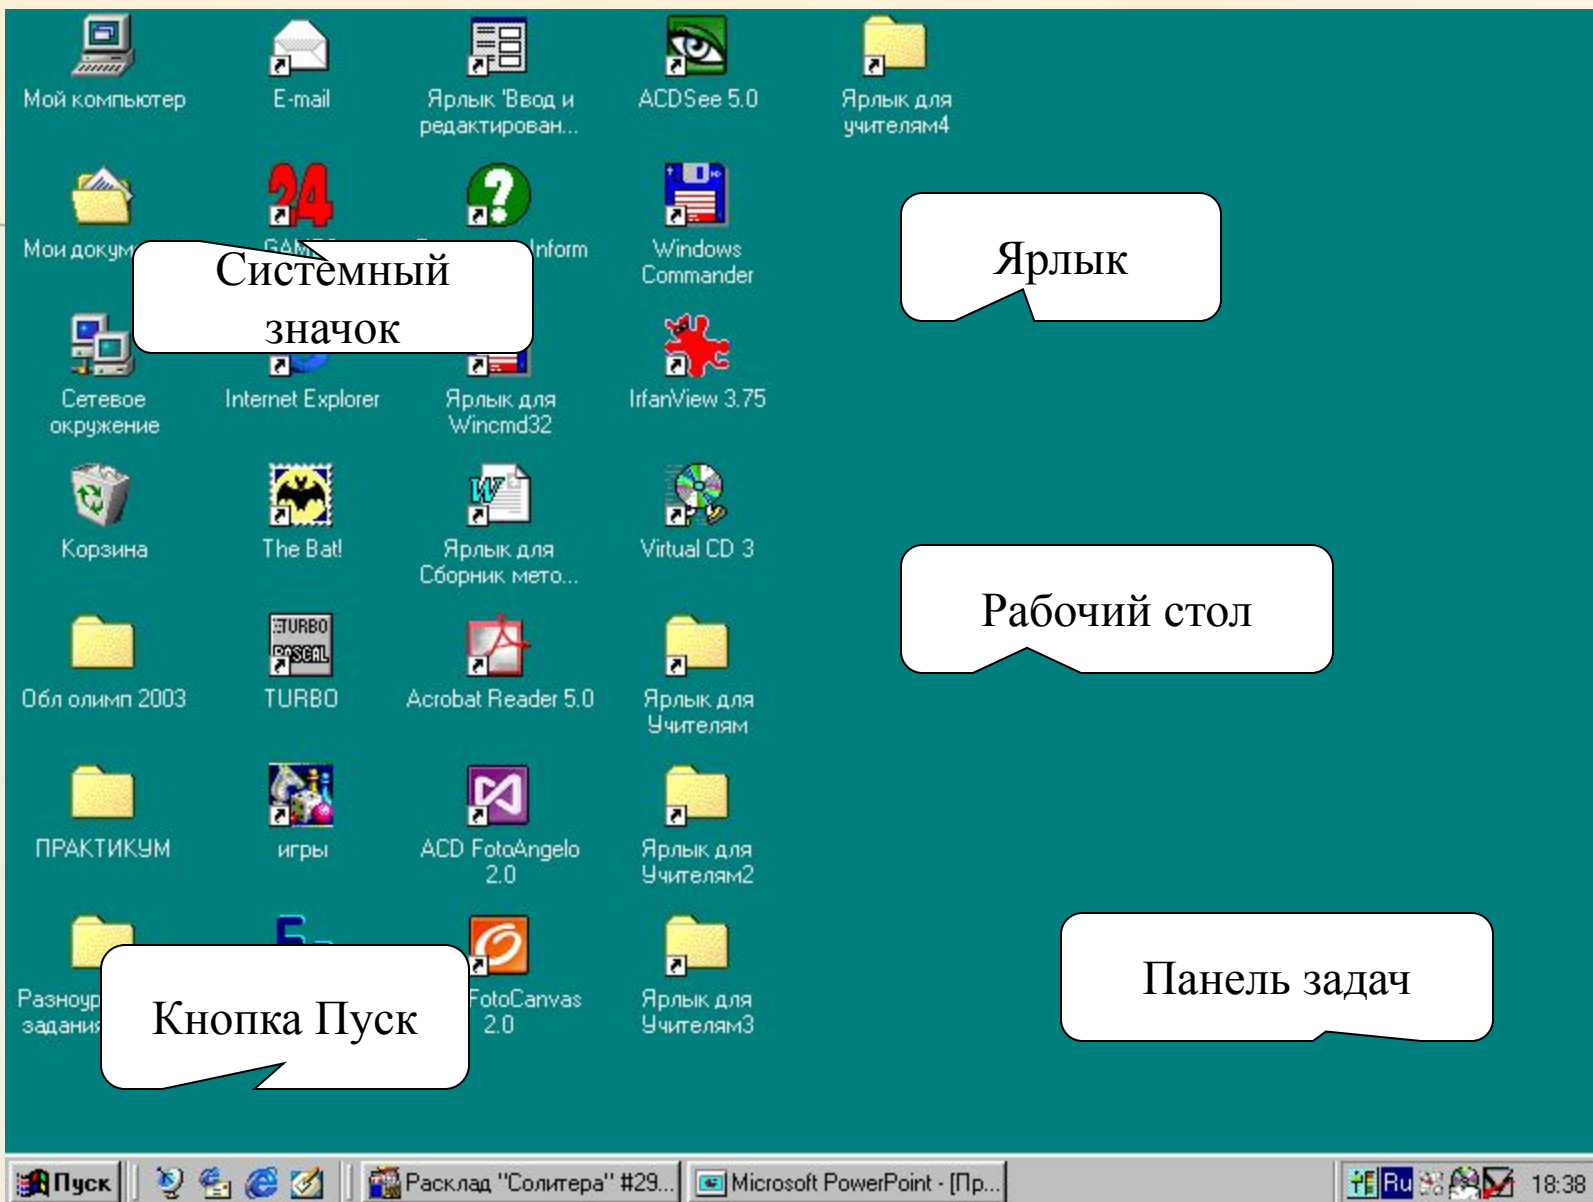 Мой компьютер
E-mail
Ярлык 'Ввод и
редактирован...
ACDSee 5.0
Ярлык для
учителям4
24
Мои докум
Inform
Windows
Commander
Системный
значок
Ярлык
Сетевое
окружение
Internet Explorer
Ярлык для
Wincmd32
IrfanView 3.75
Корзина
The Bat!
Ярлык для
Сборник мето...
Virtual CD 3
Рабочий стол
TURBO
PASCAL
Обл олимп 2003
TURBO
Acrobat Reader 5.0
Ярлык для
Учителям
ПРАКТИКУМ
игры
ACD FotoAngelo
2.0
Ярлык для
Учителям2
Разноур
задания
FotoCanvas
2.0
Ярлык для
Учителям3
Кнопка Пуск
Панель задач
Пуск
Расклад "Солитера" #29...
Microsoft PowerPoint - [Пр...
Ru
18:38